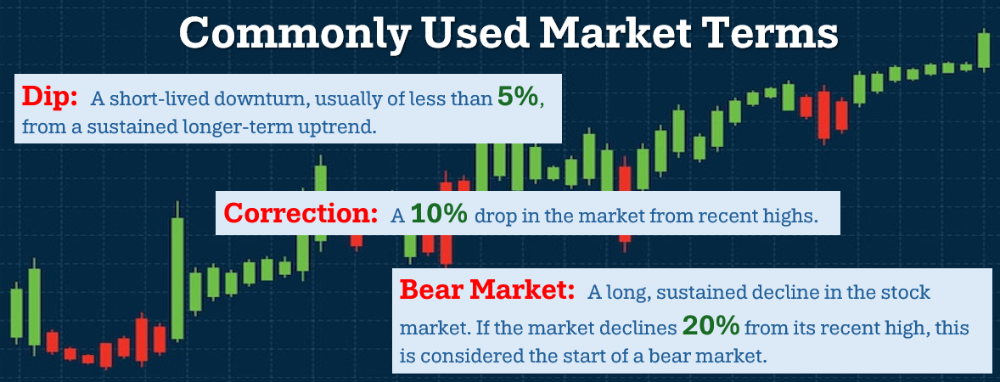 Commonly Used Market Terms
Dip: A short-lived downturn, usually of less than 5%,
from a sustained longer-term uptrend.
Correction: A 10% drop in the market from recent highs.
Bear Market: A long, sustained decline in the stock
market. If the market declines 20% from its recent high, this
is considered the start of a bear market.